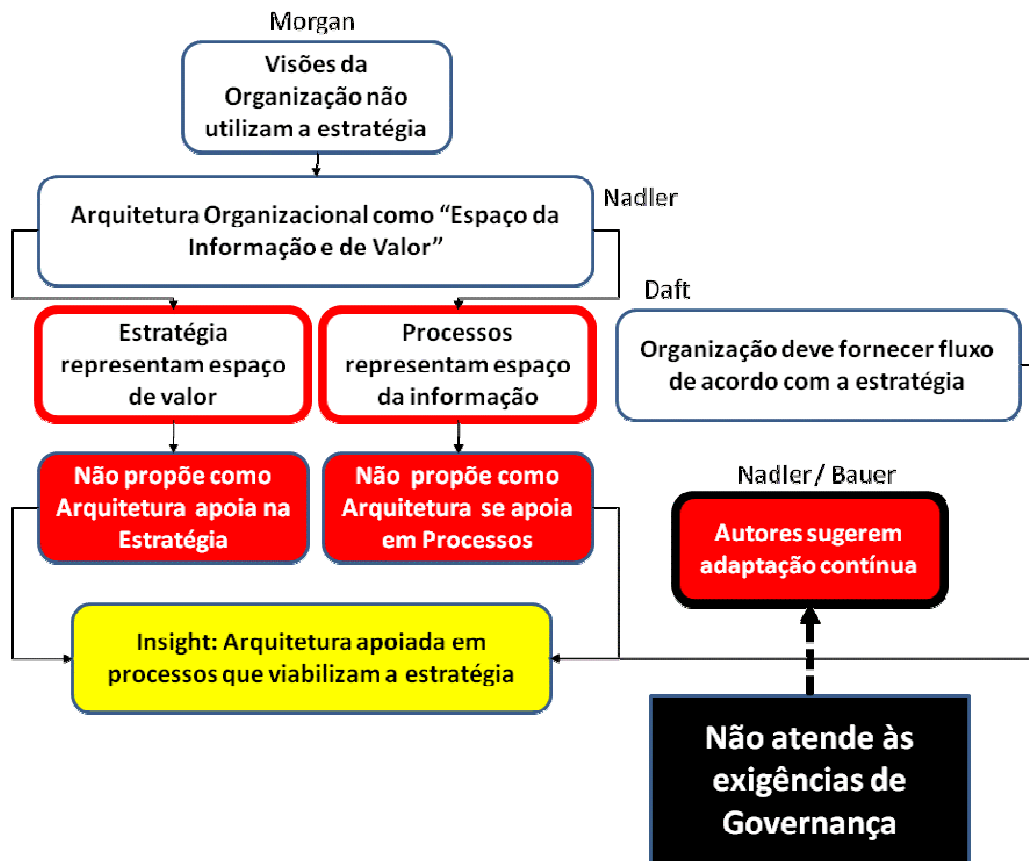 Morgan
Visões da
Organização não
utilizam a estratégia
Nadler
Arquitetura Organizacional como “Espaço da
Informação e de Valor”
Daft
Estratégia
representam espaço
de valor
Processos
representam espaço
da informação
Organização deve fornecer fluxo
de acordo com a estratégia
Não propõe como
Arquitetura apoia na
Estratégia
Não propõe como
Arquitetura se apoia
em Processos
Nadler/ Bauer
Autores sugerem
adaptação contínua
Insight: Arquitetura apoiada em
processos que viabilizam a estratégia
Não atende às
exigências de
Governança